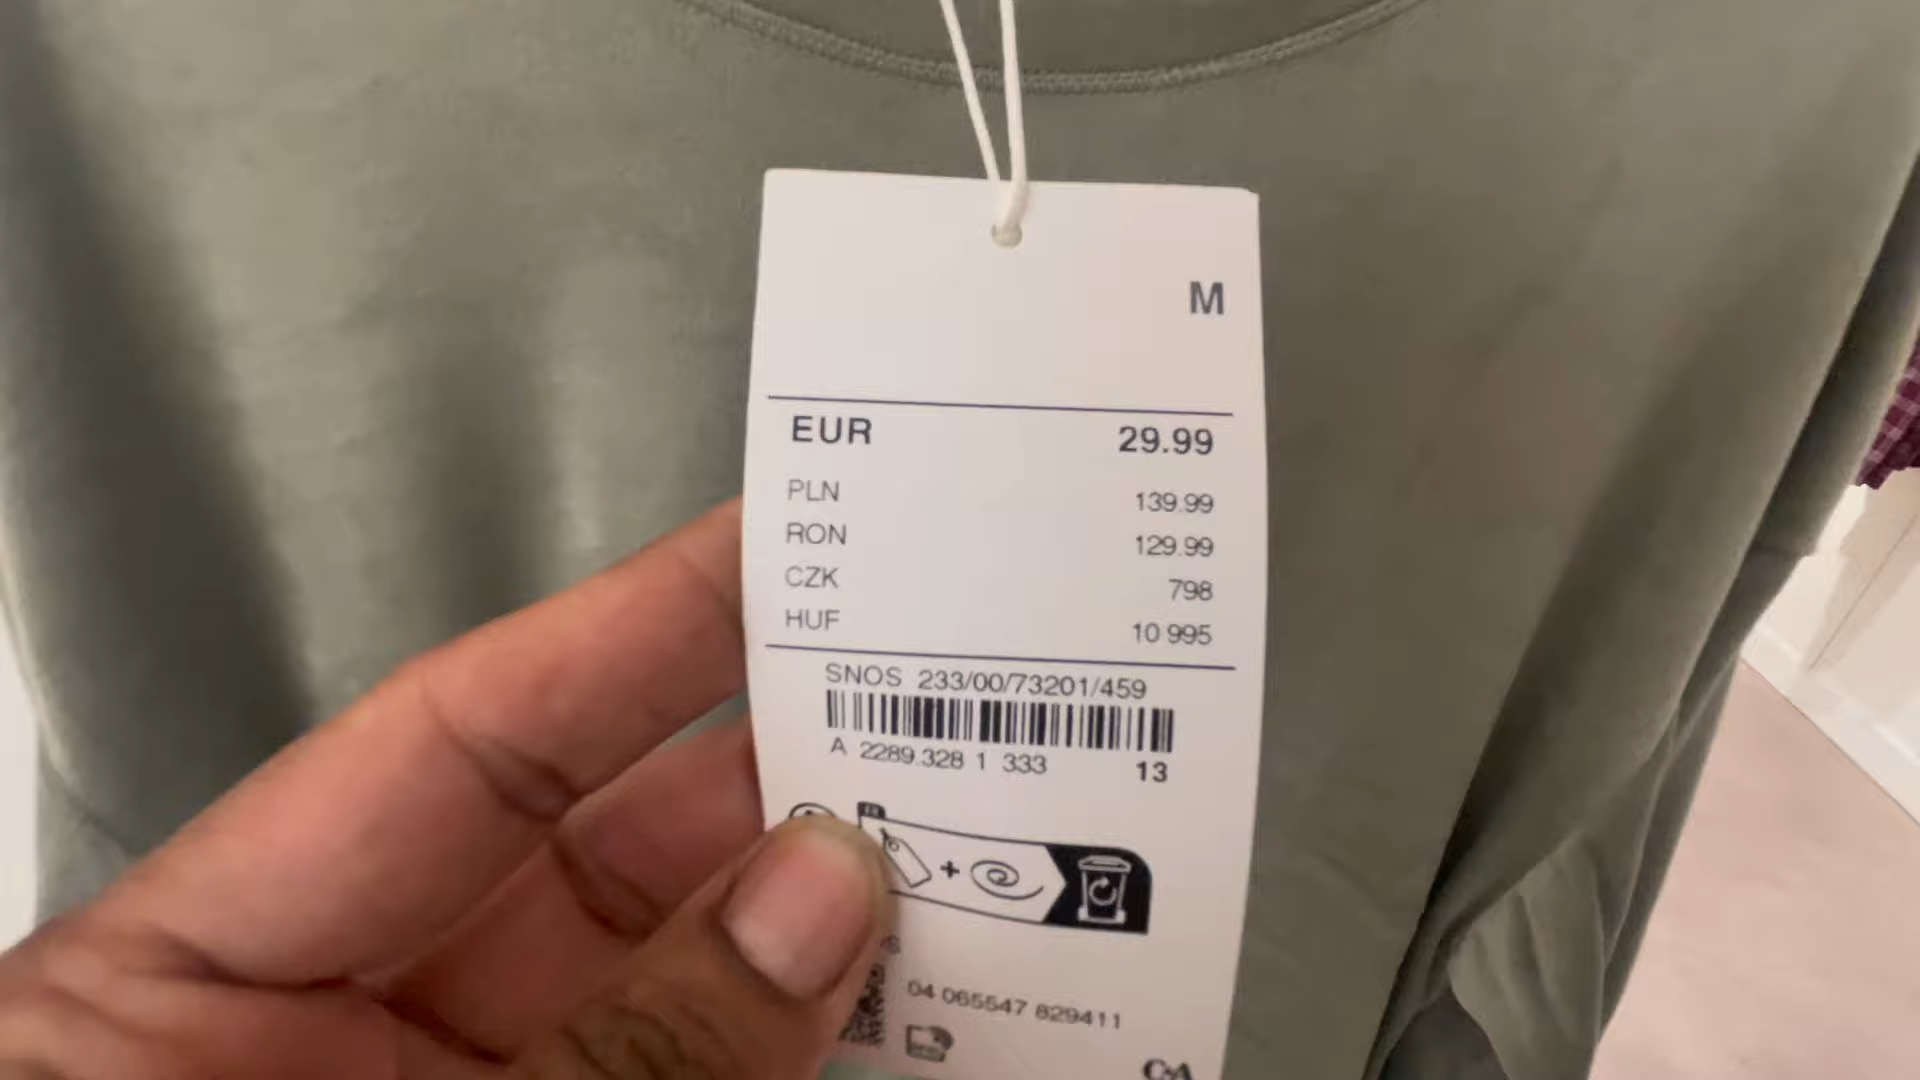 M
EUR 29.99
PLN 139.99
RON 129.99
CZK 798
HUF 10 995
SNOS 233/00/73201/459
A 2289.328 1 333 13
04 065547 829411
C&A